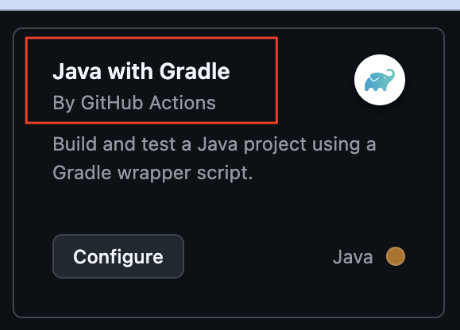 Java with Gradle
By GitHub Actions
Build and test a Java project using a
Gradle wrapper script.
Configure
Java